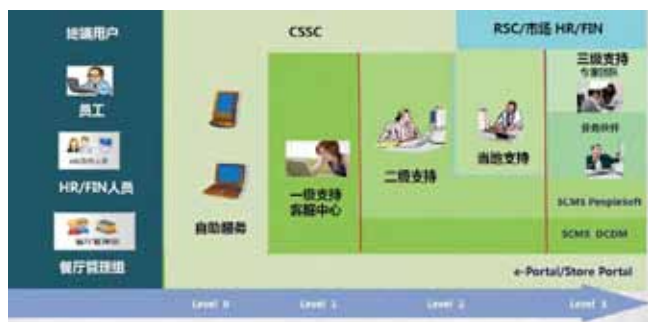 终端用户
CSSC
RSC/市场 HR/FIN
员工
HR/FIN人员
餐厅管理组
自助服务
一级支持
客服中心
二级支持
当地支持
三级支持
专家团队
业务伙伴
SCMS PeopleSoft
SCMS DCDM
e-Portal/Store Portal
Level 0
Level 1
Level 2
Level 3